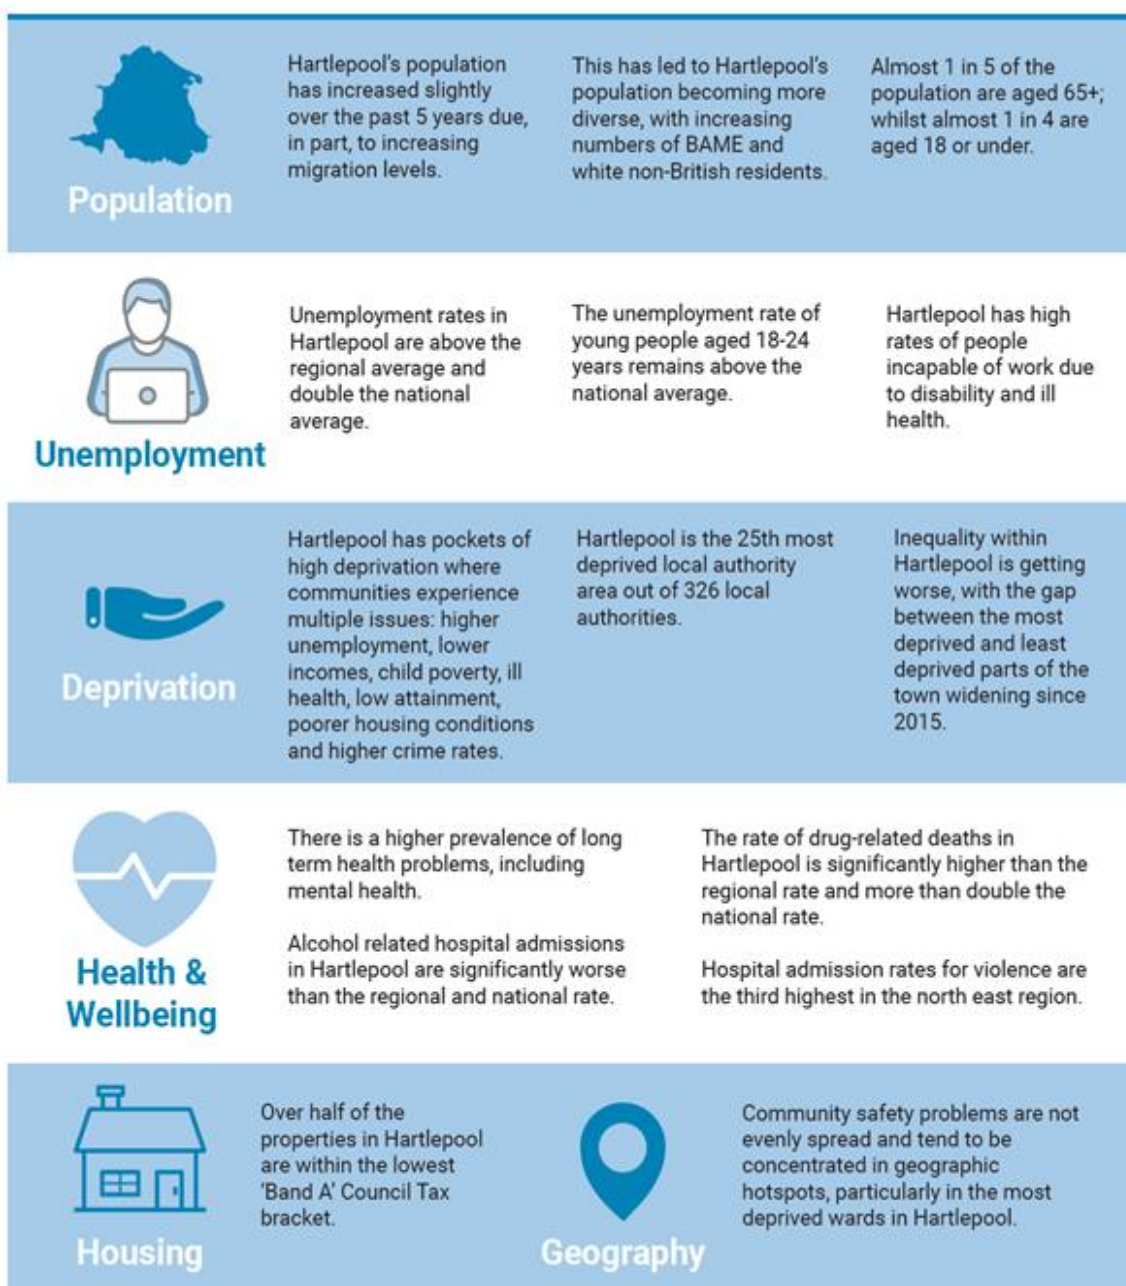 Population
Hartlepool's population
has increased slightly
over the past 5 years due,
in part, to increasing
migration levels.
This has led to Hartlepool's
population becoming more
diverse, with increasing
numbers of BAME and
white non-British residents.
Almost 1 in 5 of the
population are aged 65+;
whilst almost 1 in 4 are
aged 18 or under.
Unemployment
Unemployment rates in
Hartlepool are above the
regional average and
double the national
average.
The unemployment rate of
young people aged 18-24
years remains above the
national average.
Hartlepool has high
rates of people
incapable of work due
to disability and ill
health.
Deprivation
Hartlepool has pockets of
high deprivation where
communities experience
multiple issues: higher
unemployment, lower
incomes, child poverty, ill
health, low attainment,
poorer housing conditions
and higher crime rates.
Hartlepool is the 25th most
deprived local authority
area out of 326 local
authorities.
Inequality within
Hartlepool is getting
worse, with the gap
between the most
deprived and least
deprived parts of the
town widening since
2015.
Health &
Wellbeing
There is a higher prevalence of long
term health problems, including
mental health.
Alcohol related hospital admissions
in Hartlepool are significantly worse
than the regional and national rate.
The rate of drug-related deaths in
Hartlepool is significantly higher than the
regional rate and more than double the
national rate.
Hospital admission rates for violence are
the third highest in the north east region.
Housing
Over half of the
properties in Hartlepool
are within the lowest
'Band A' Council Tax
bracket.
Geography
Community safety problems are not
evenly spread and tend to be
concentrated in geographic
hotspots, particularly in the most
deprived wards in Hartlepool.